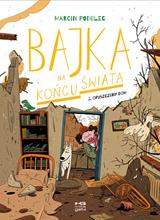 MARCIN PODOLEC
BAJKA
NA
KOŃCU ŚWIATA
2. OPUSZCZONY DOM